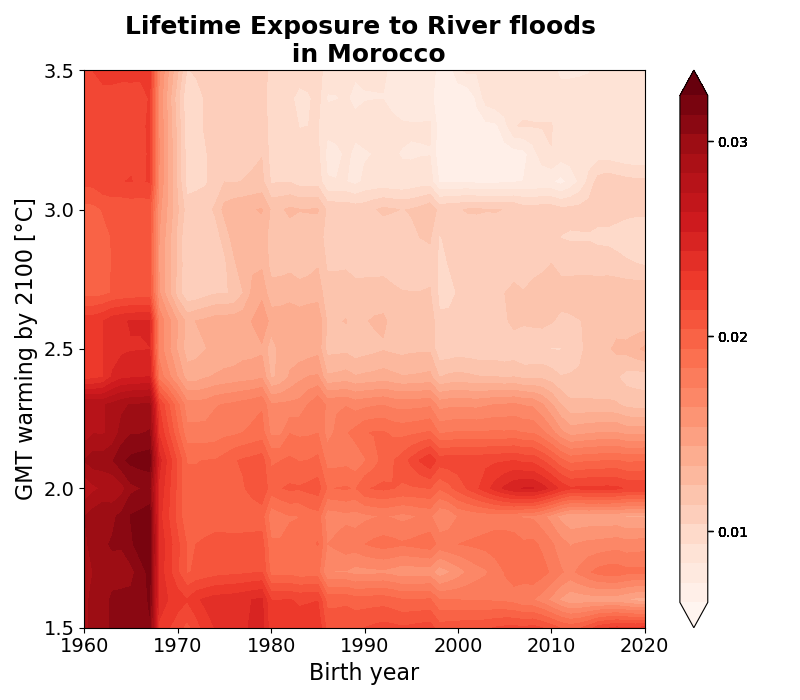 Lifetime Exposure to River floods
in Morocco
GMT warming by 2100 [°C]
3.5
3.0
2.5
2.0
1.5
1960 1970 1980 1990 2000 2010 2020
Birth year
0.03
0.02
0.01